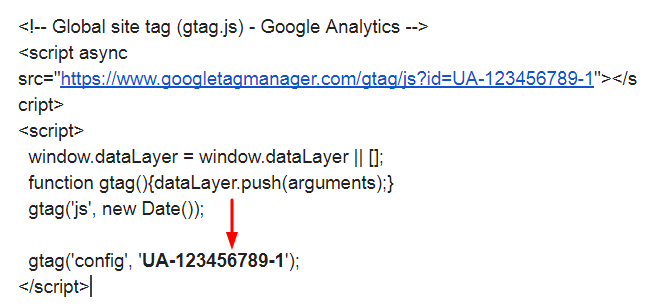 <!-- Global site tag (gtag.js) - Google Analytics -->
<script async
src="https://www.googletagmanager.com/gtag/js?id=UA-123456789-1"></s
cript>
<script>
  window.dataLayer = window.dataLayer || [];
  function gtag(){dataLayer.push(arguments);}
  gtag('js', new Date());

  gtag('config', 'UA-123456789-1');
</script>